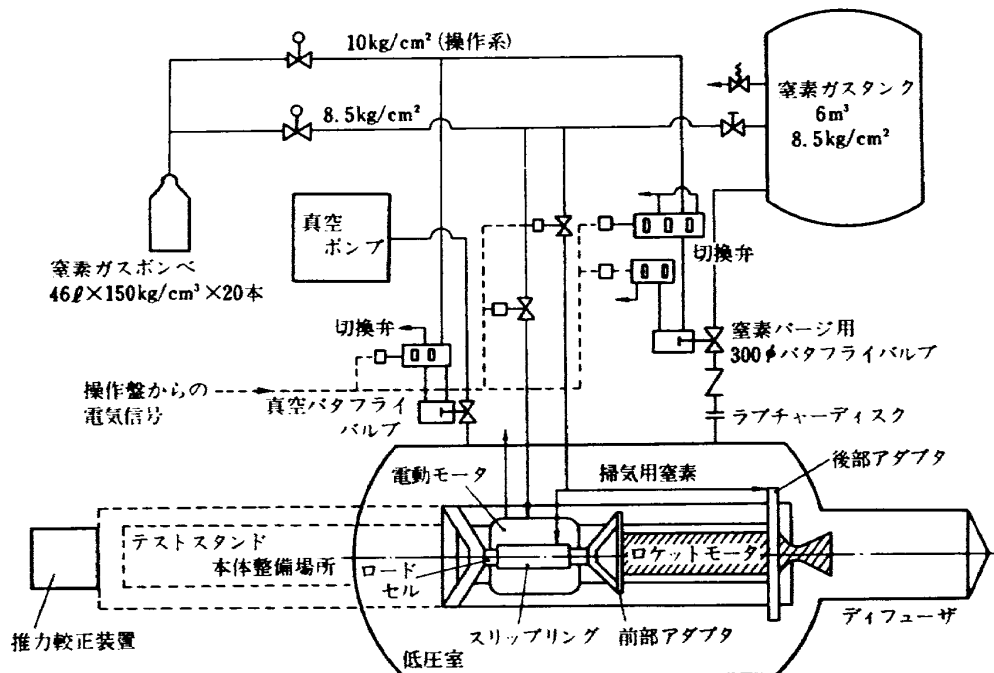 10kg/cm² (操作系)
8.5kg/cm²
窒素ガスタンク
6m³
8.5kg/cm²
真空
ポンプ
切換弁
窒素ガスボンベ
46ℓ×150kg/cm³×20本
切換弁
窒素パージ用
300φバタフライバルブ
操作盤からの
電気信号
真空バタフライ
バルブ
ラプチャーディスク
電動モータ
掃気用窒素
後部アダプタ
テストスタンド
本体整備場所
ロード
セル
ロケットモータ
スリップリング
前部アダプタ
ディフューザ
推力較正装置
低圧室